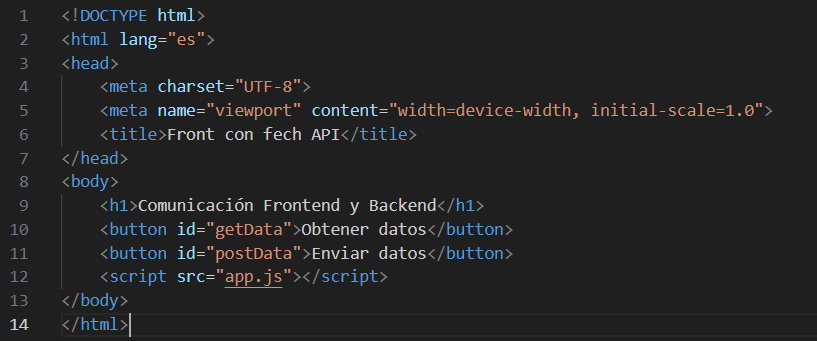 1 <!DOCTYPE html>
2 <html lang="es">
3 <head>
4     <meta charset="UTF-8">
5     <meta name="viewport" content="width=device-width, initial-scale=1.0">
6     <title>Front con fech API</title>
7 </head>
8 <body>
9     <h1>Comunicación Frontend y Backend</h1>
10     <button id="getData">Obtener datos</button>
11     <button id="postData">Enviar datos</button>
12     <script src="app.js"></script>
13 </body>
14 </html>